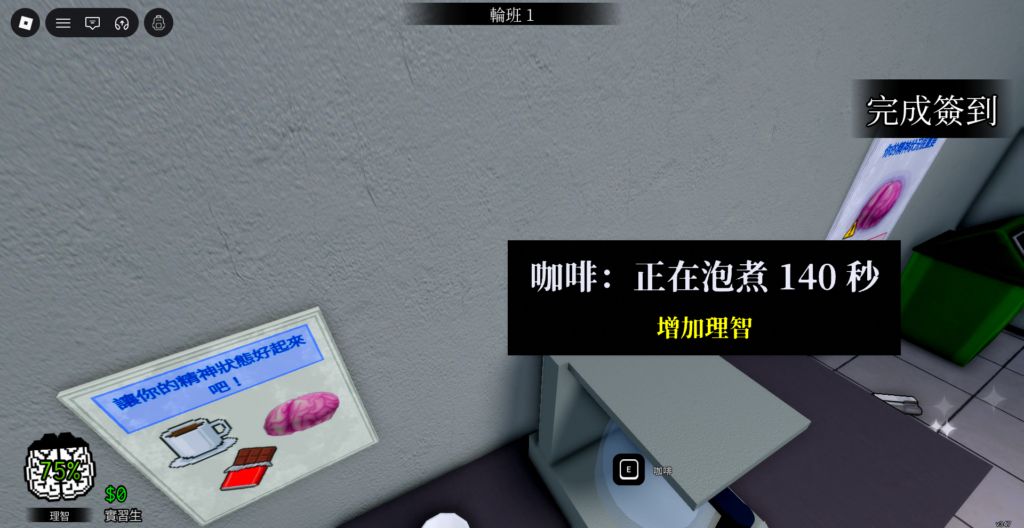 輪班 1
完成簽到
咖啡：正在泡煮 140 秒
增加理智
讓你的精神狀態好起來
吧！
75%
理智
$0
實習生
E
咖啡